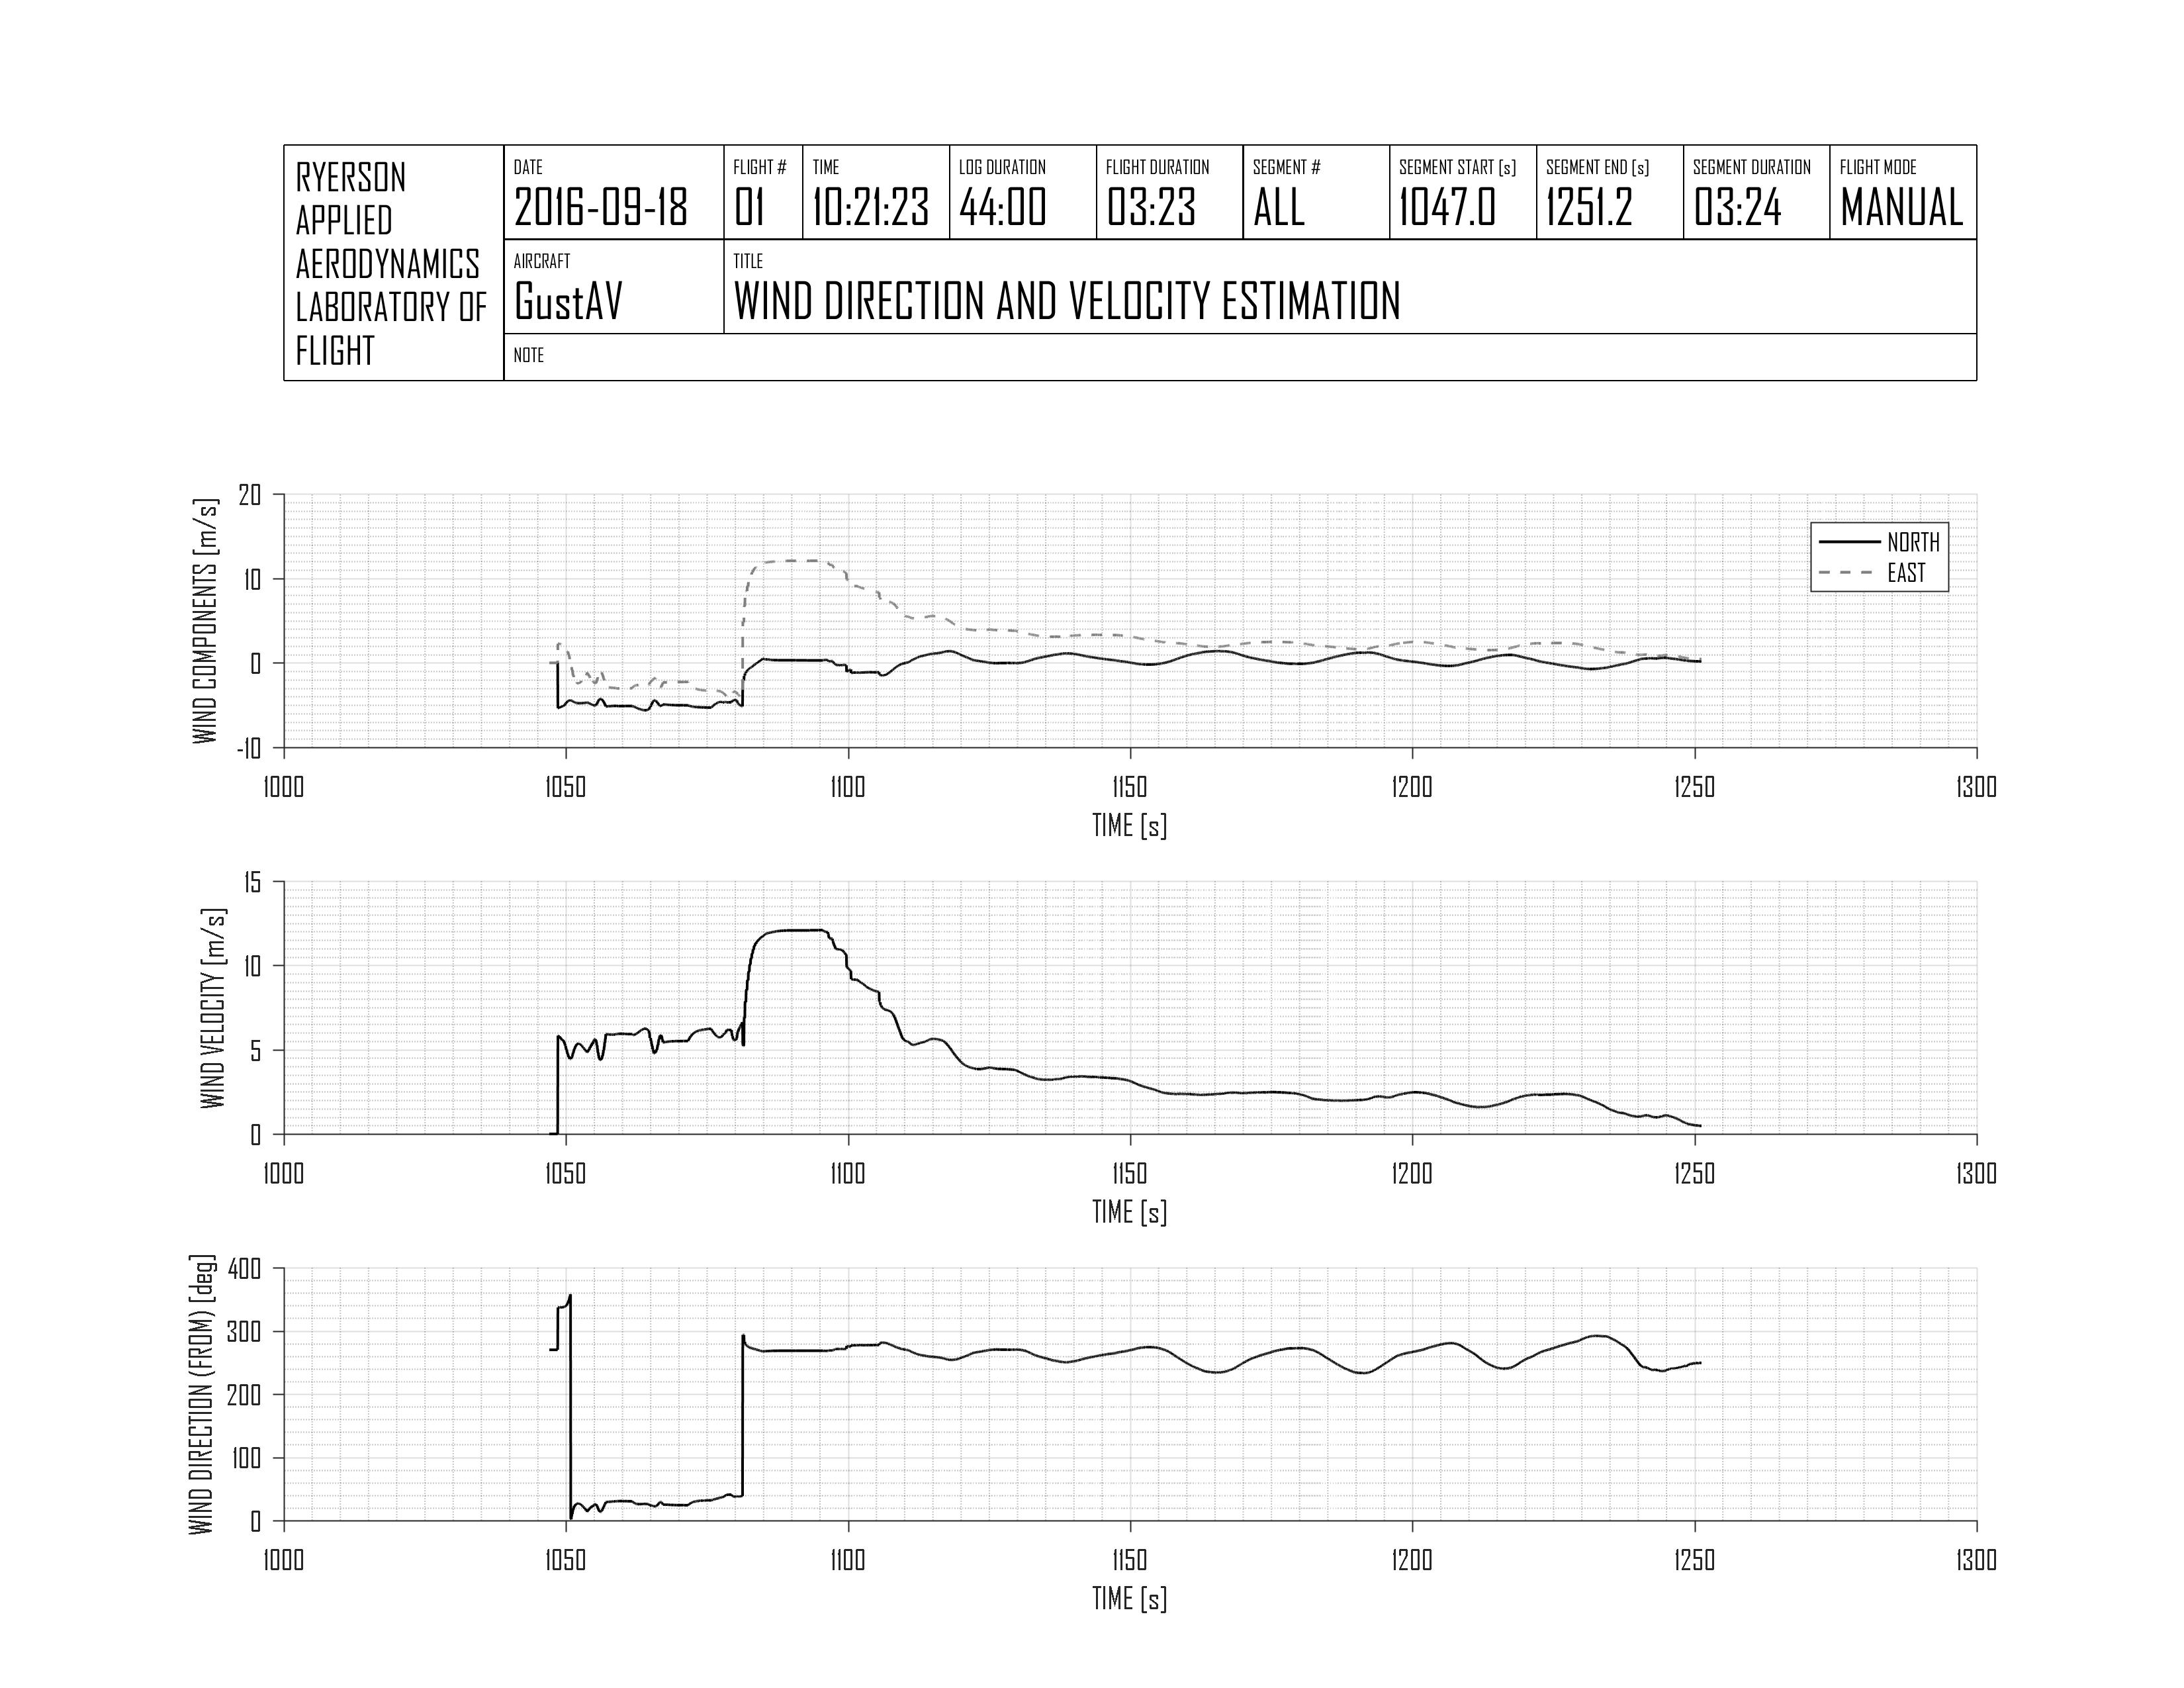 RYERSON
APPLIED
AERODYNAMICS
LABORATORY OF
FLIGHT
DATE
2016-09-18
FLIGHT #
01
TIME
10:21:23
LOG DURATION
44:00
FLIGHT DURATION
03:23
SEGMENT #
ALL
SEGMENT START [s]
1047.0
SEGMENT END [s]
1251.2
SEGMENT DURATION
03:24
FLIGHT MODE
MANUAL
AIRCRAFT
GustAV
TITLE
WIND DIRECTION AND VELOCITY ESTIMATION
NOTE
WIND COMPONENTS [m/s]
20
10
0
-10
NORTH
EAST
1000 1050 1100 1150 1200 1250 1300
TIME [s]
WIND VELOCITY [m/s]
15
10
5
0
1000 1050 1100 1150 1200 1250 1300
TIME [s]
WIND DIRECTION (FROM) [deg]
400
300
200
100
0
1000 1050 1100 1150 1200 1250 1300
TIME [s]